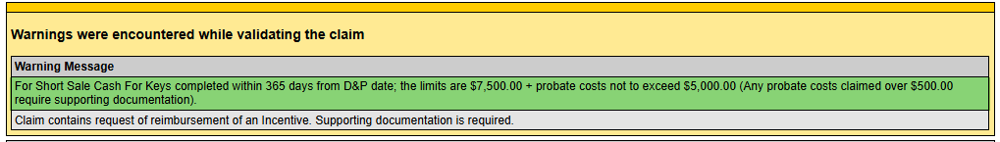 Warnings were encountered while validating the claim
Warning Message
For Short Sale Cash For Keys completed within 365 days from D&P date; the limits are $7,500.00 + probate costs not to exceed $5,000.00 (Any probate costs claimed over $500.00
require supporting documentation).
Claim contains request of reimbursement of an Incentive. Supporting documentation is required.